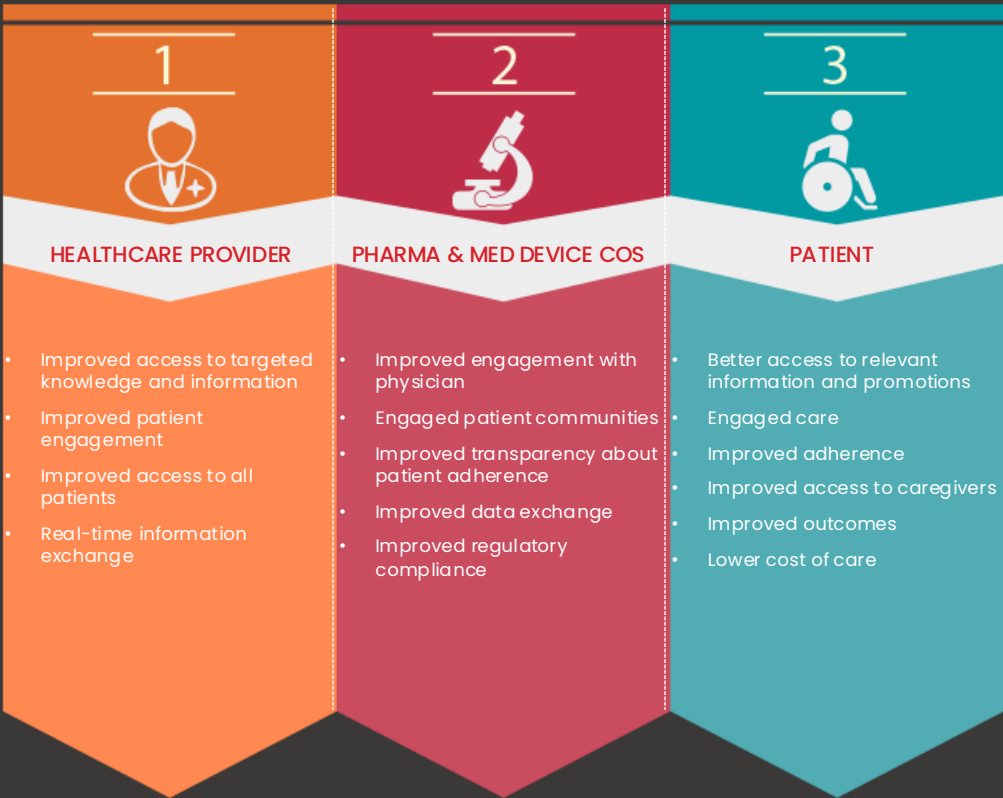 1
HEALTHCARE PROVIDER
• Improved access to targeted
knowledge and information
• Improved patient
engagement
• Improved access to all
patients
• Real-time information
exchange
2
PHARMA & MED DEVICE COS
• Improved engagement with
physician
• Engaged patient communities
• Improved transparency about
patient adherence
• Improved data exchange
• Improved regulatory
compliance
3
PATIENT
• Better access to relevant
information and promotions
• Engaged care
• Improved adherence
• Improved access to caregivers
• Improved outcomes
• Lower cost of care